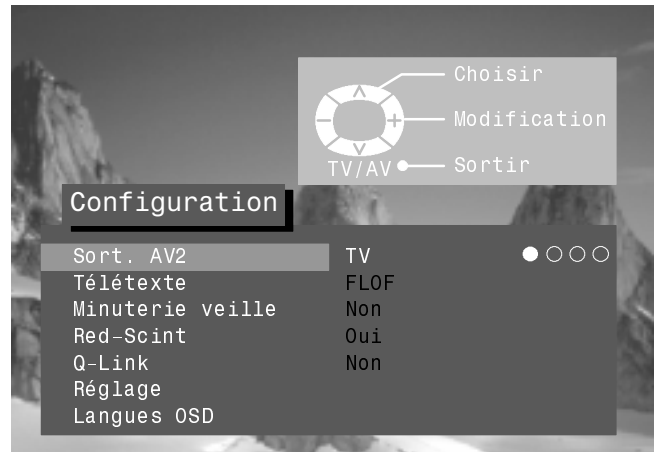 Choisir
Modification
TV/AV Sortir
Configuration
Sort. AV2 TV
Télétexte FLOF
Minuterie veille Non
Red-Scint Oui
Q-Link Non
Réglage
Langues OSD